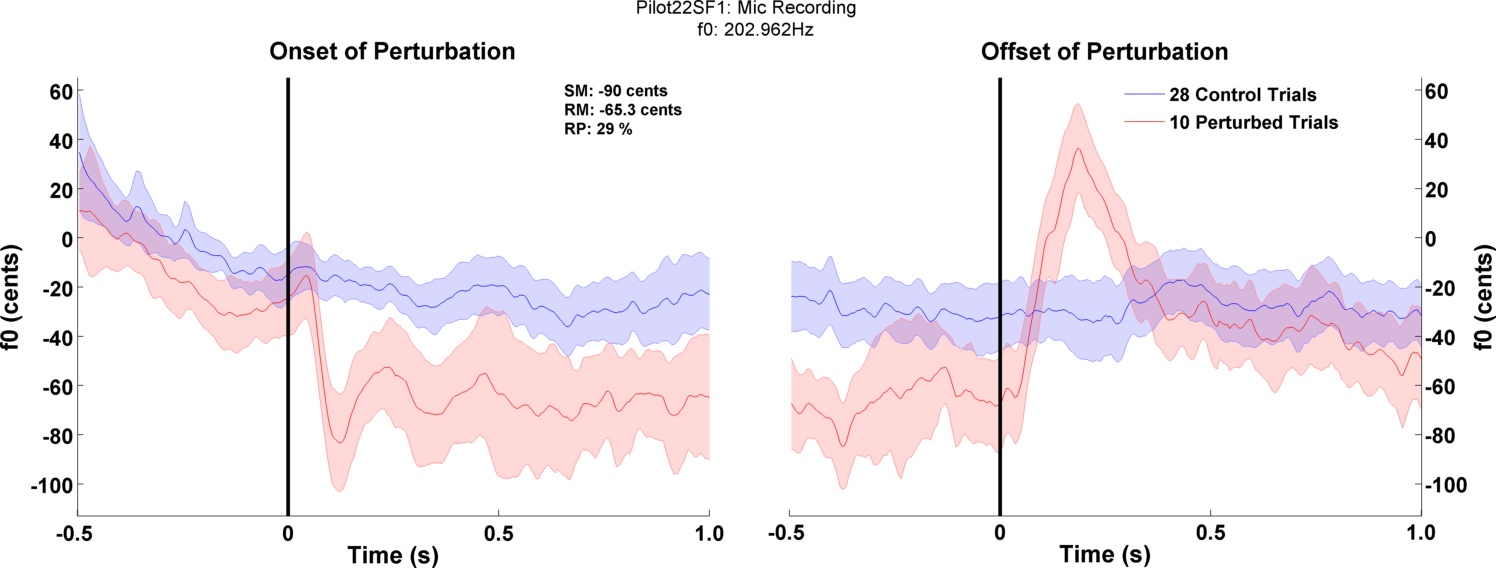 Pilot22SF1: Mic Recording
f0: 202.962Hz
Onset of Perturbation
60
40
20
0
-20
-40
-60
-80
-100
f0 (cents)
SM: -90 cents
RM: -65.3 cents
RP: 29 %
-0.5
0
0.5
1.0
Time (s)
Offset of Perturbation
28 Control Trials
10 Perturbed Trials
60
40
20
0
-20
-40
-60
-80
-100
f0 (cents)
-0.5
0
0.5
1.0
Time (s)